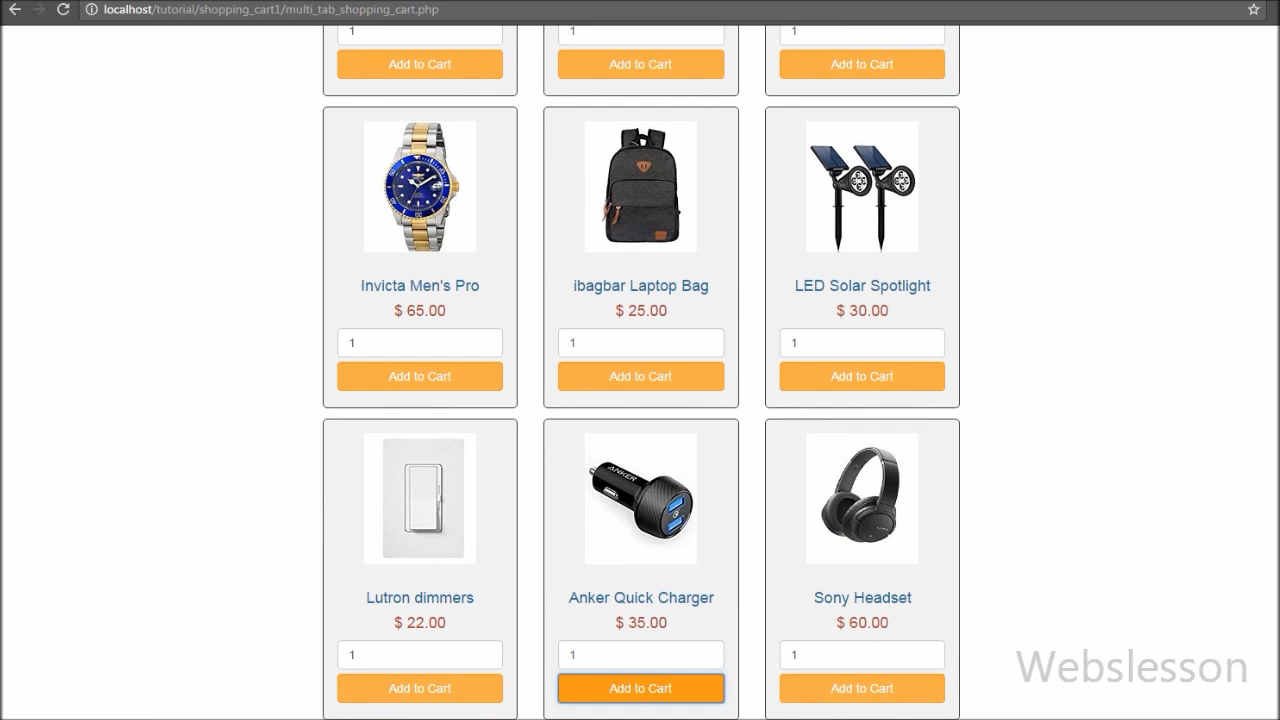 localhost/tutorial/shopping_cart1/multi_tab_shopping_cart.php
1 1 1
Add to Cart Add to Cart Add to Cart
Invicta Men's Pro ibagbar Laptop Bag LED Solar Spotlight
$ 65.00 $ 25.00 $ 30.00
1 1 1
Add to Cart Add to Cart Add to Cart
ANKER
SONY
Lutron dimmers Anker Quick Charger Sony Headset
$ 22.00 $ 35.00 $ 60.00
1 1 1
Add to Cart Add to Cart Add to Cart
Webslesson